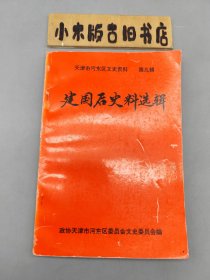 小木版古旧书店
天津市河东区文史资料 第九辑
建国后史料选辑
政协天津市河东区委员会文史委员会编